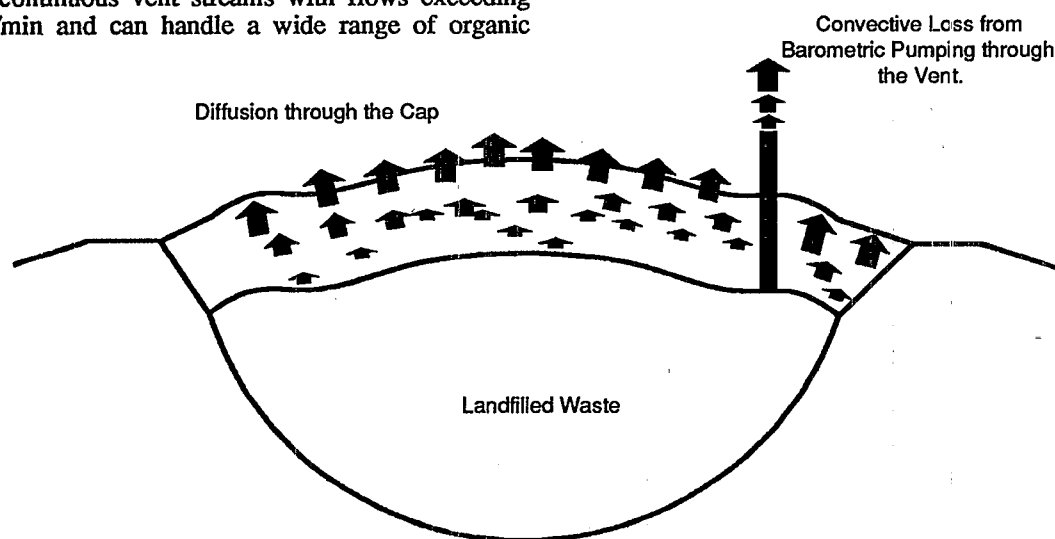 continuous vent streams with flows exceeding
/min and can handle a wide range of organic
Convective Loss from
Barometric Pumping through
the Vent.
Diffusion through the Cap
Landfilled Waste